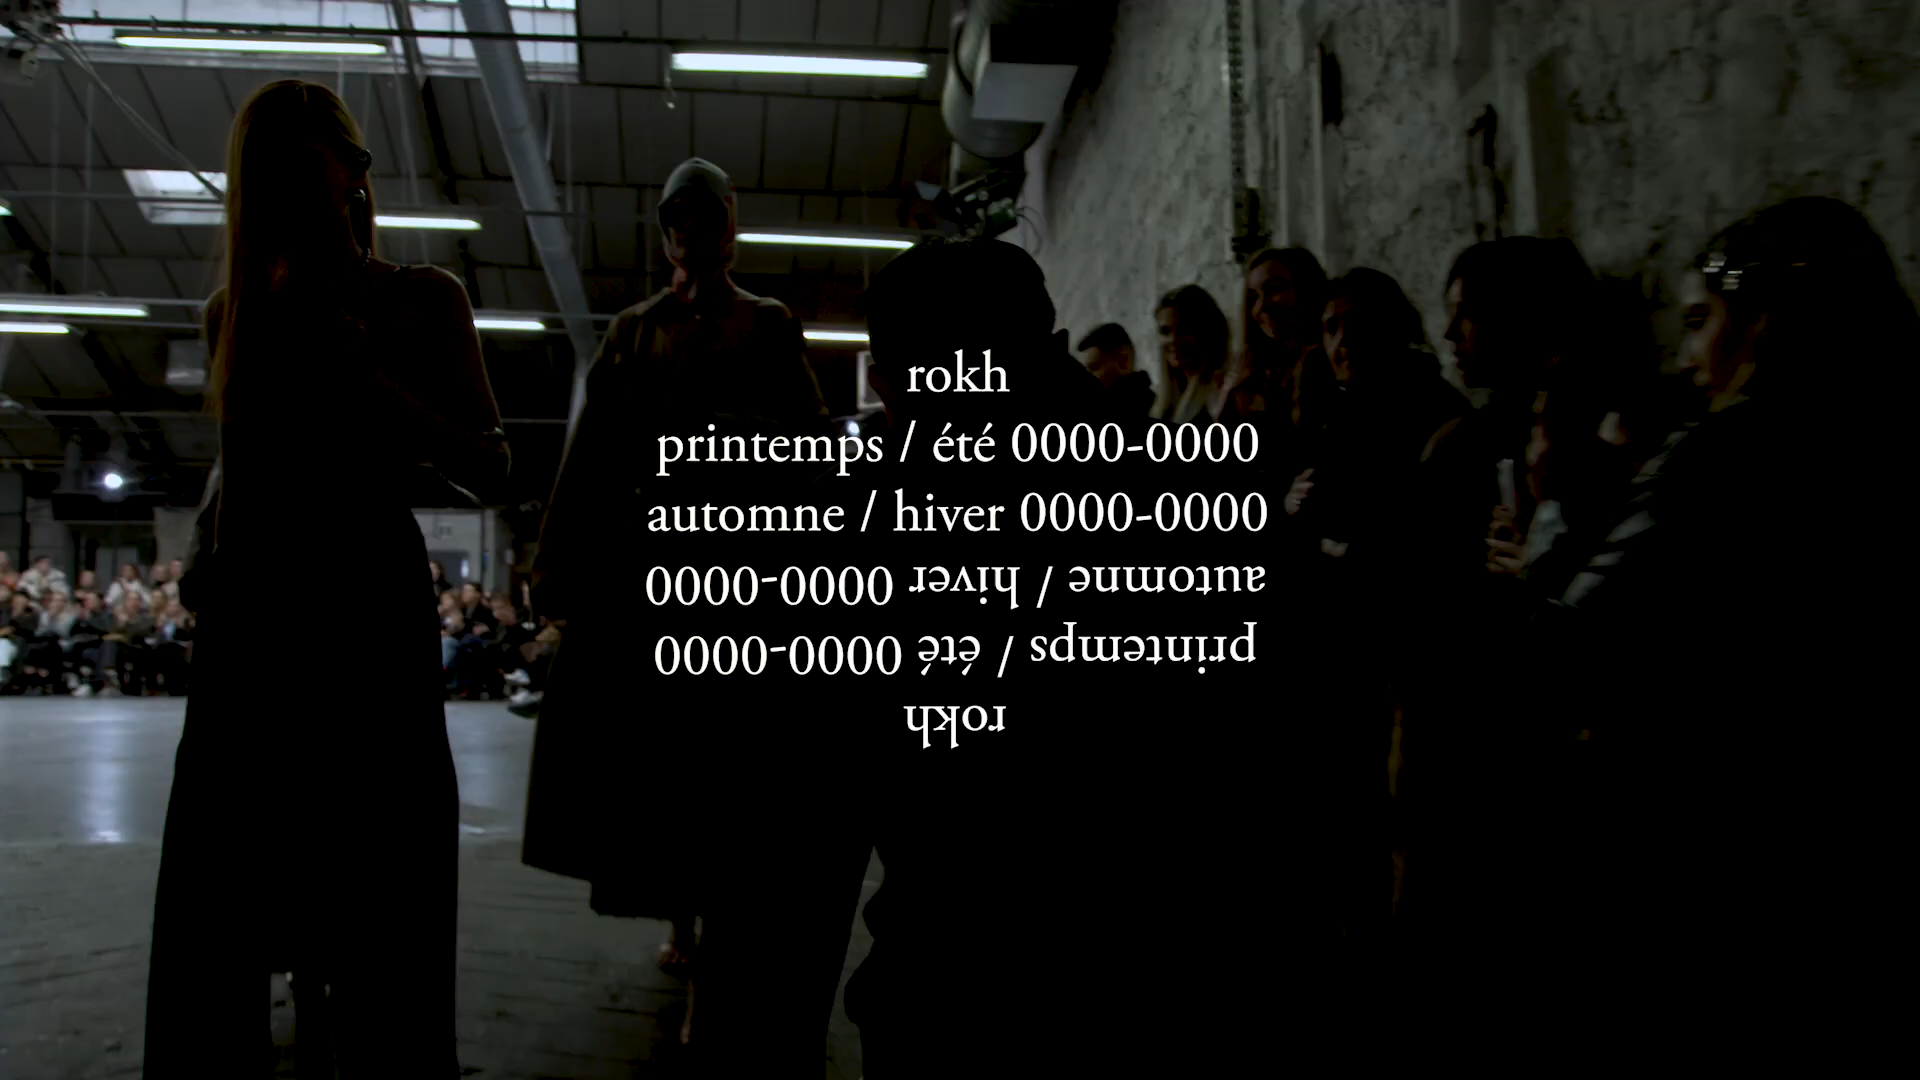 rokh
printemps / été 0000-0000
automne / hiver 0000-0000
automne / hiver 0000-0000
printemps / été 0000-0000
rokh